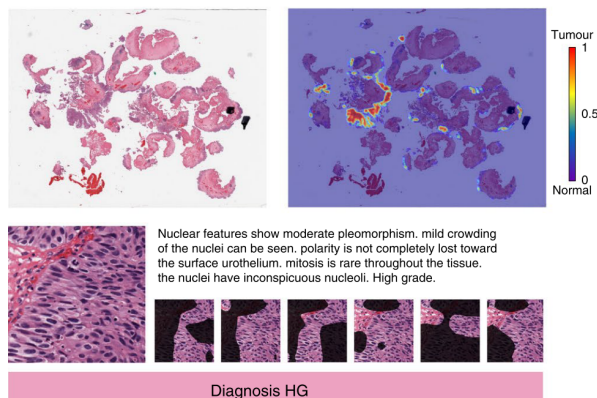 Tumour
1
0.5
0
Normal
Nuclear features show moderate pleomorphism. mild crowding
of the nuclei can be seen. polarity is not completely lost toward
the surface urothelium. mitosis is rare throughout the tissue.
the nuclei have inconspicuous nucleoli. High grade.
Diagnosis HG